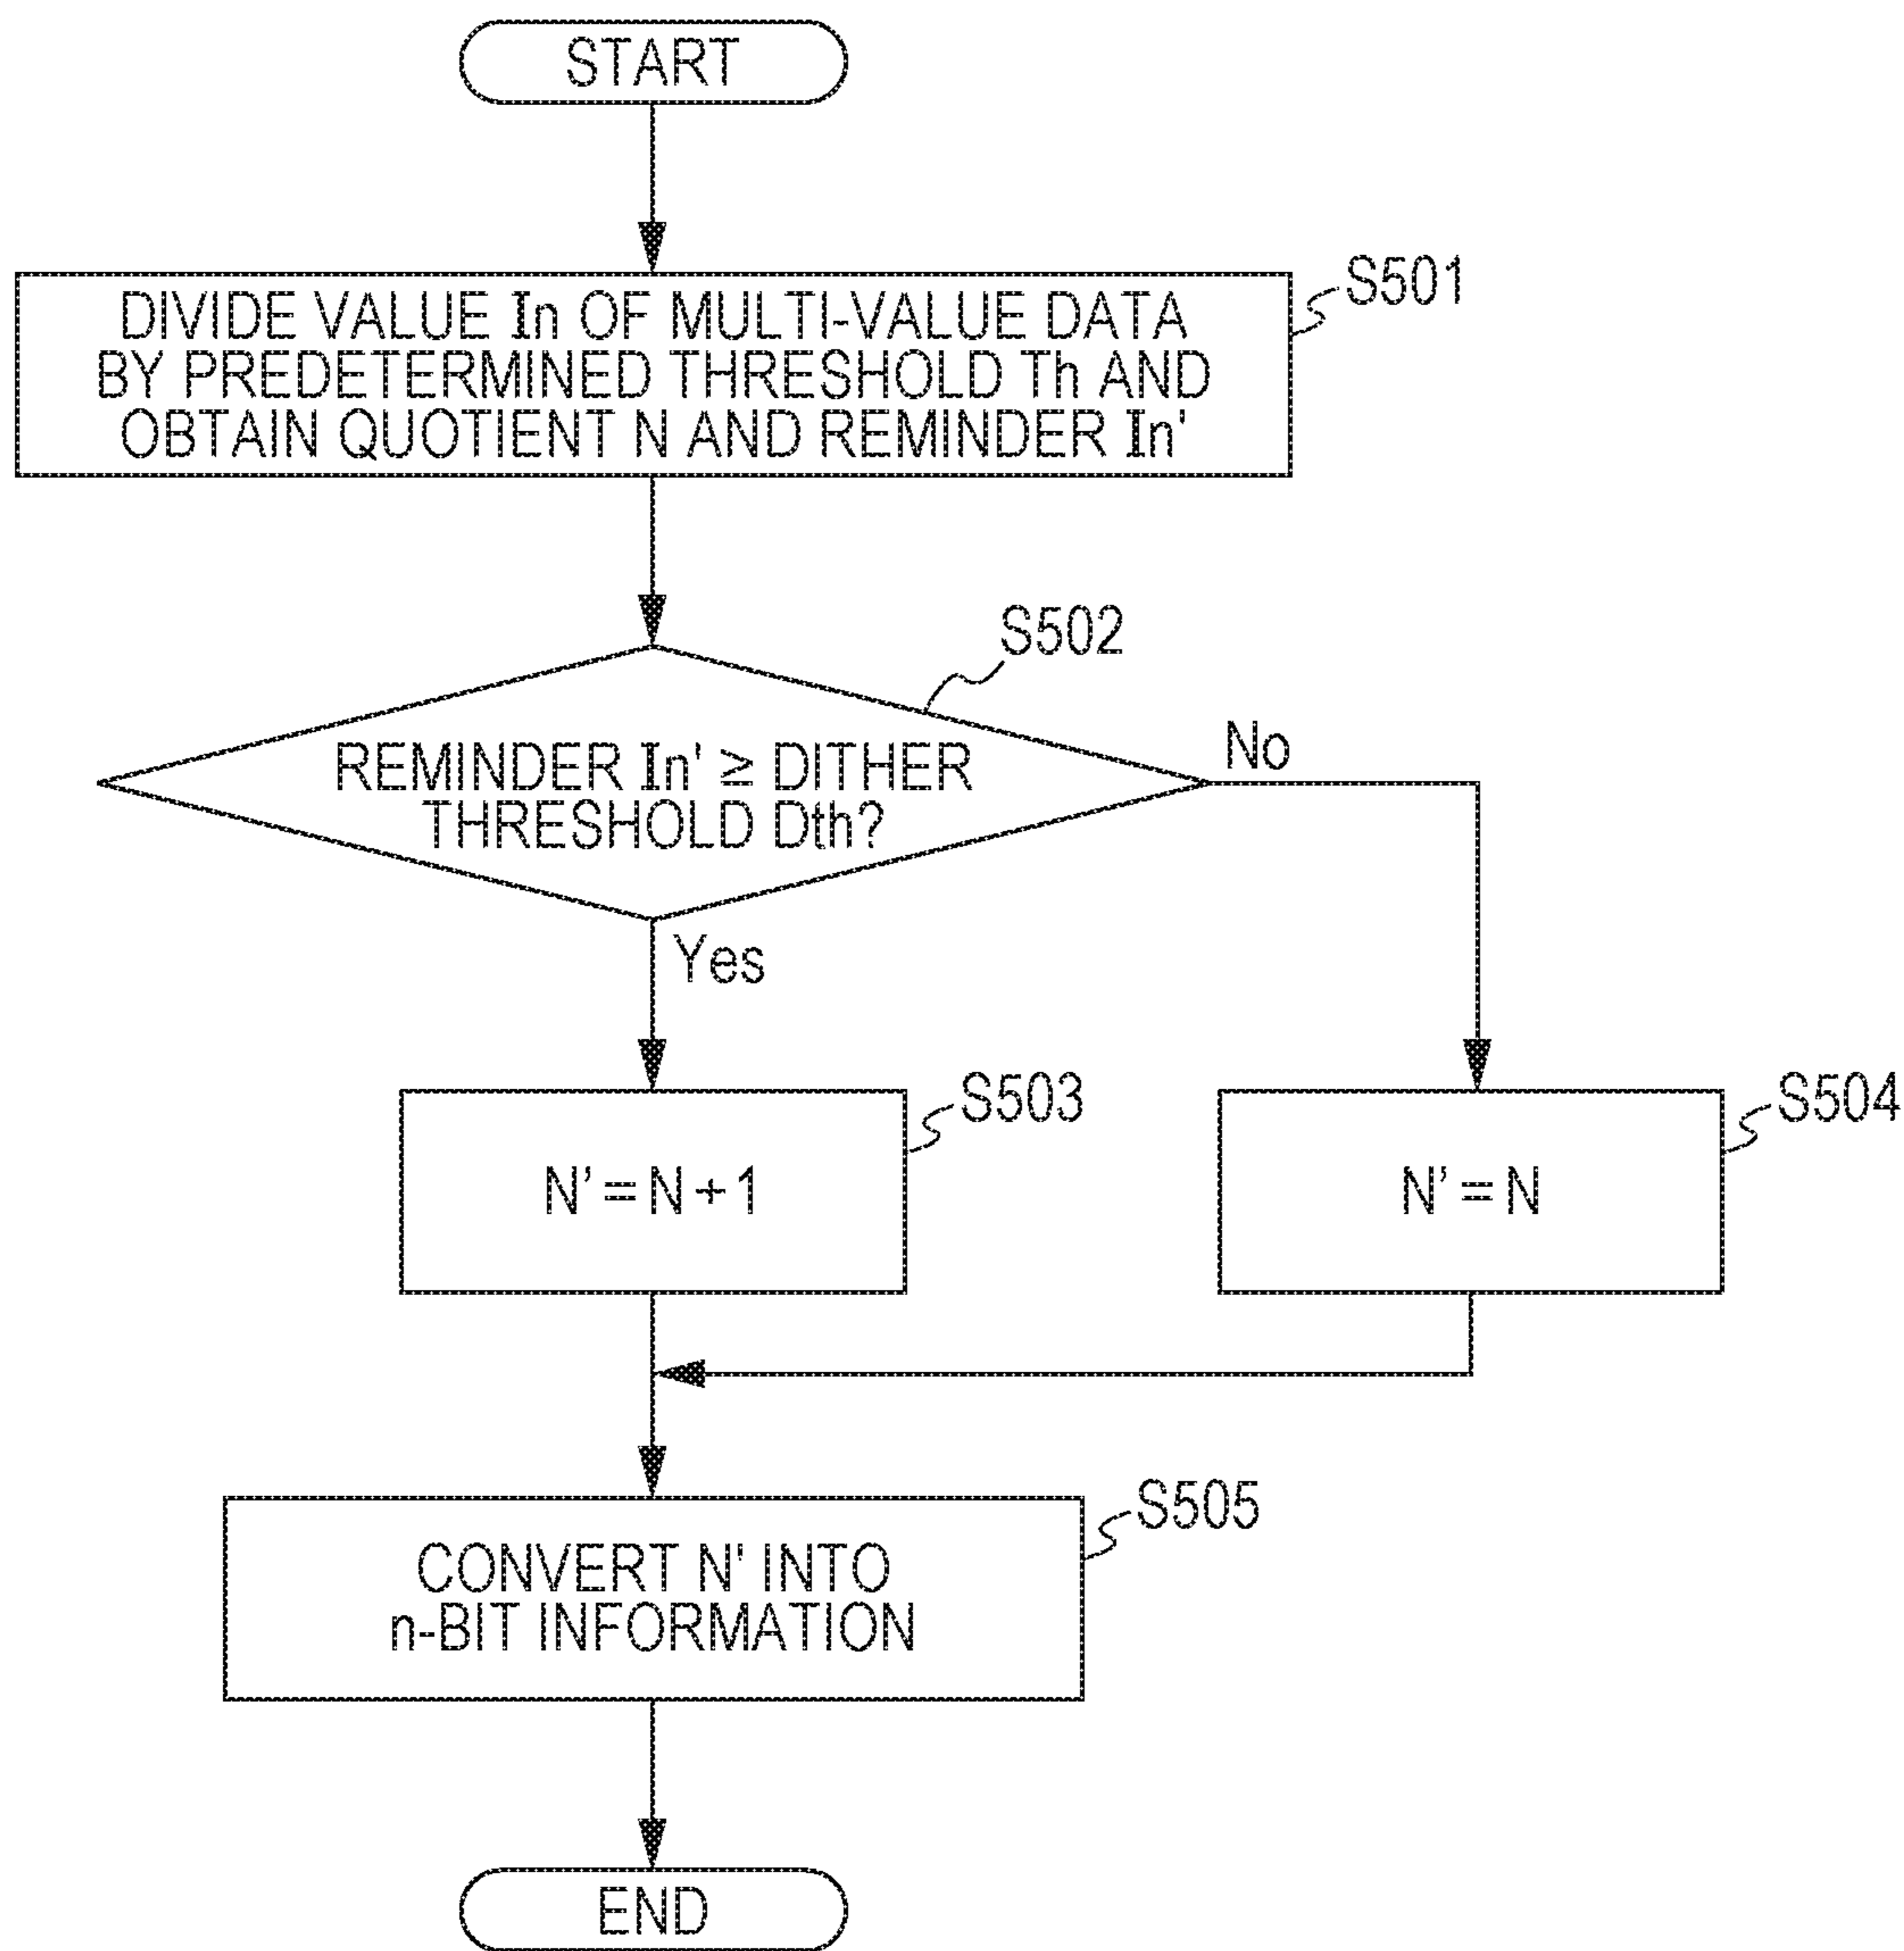 START
S501
DIVIDE VALUE In OF MULTI-VALUE DATA
BY PREDETERMINED THRESHOLD Th AND
OBTAIN QUOTIENT N AND REMINDER In'
S502
REMINDER In' ≥ DITHER
THRESHOLD Dth?
No
Yes
S503
N' = N + 1
S504
N' = N
S505
CONVERT N' INTO
n-BIT INFORMATION
END